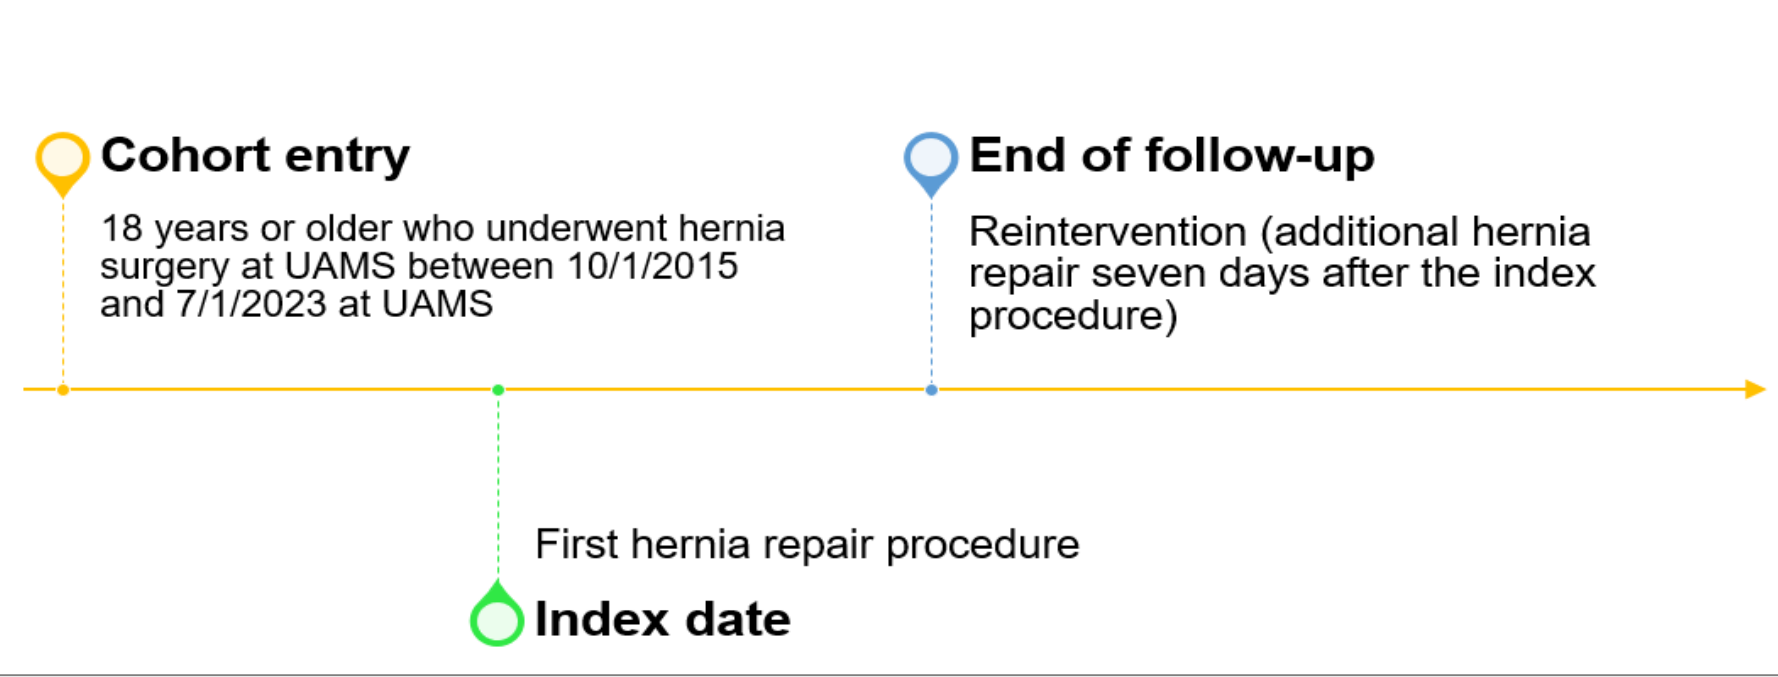 Cohort entry
18 years or older who underwent hernia
surgery at UAMS between 10/1/2015
and 7/1/2023 at UAMS
End of follow-up
Reintervention (additional hernia
repair seven days after the index
procedure)
First hernia repair procedure
Index date